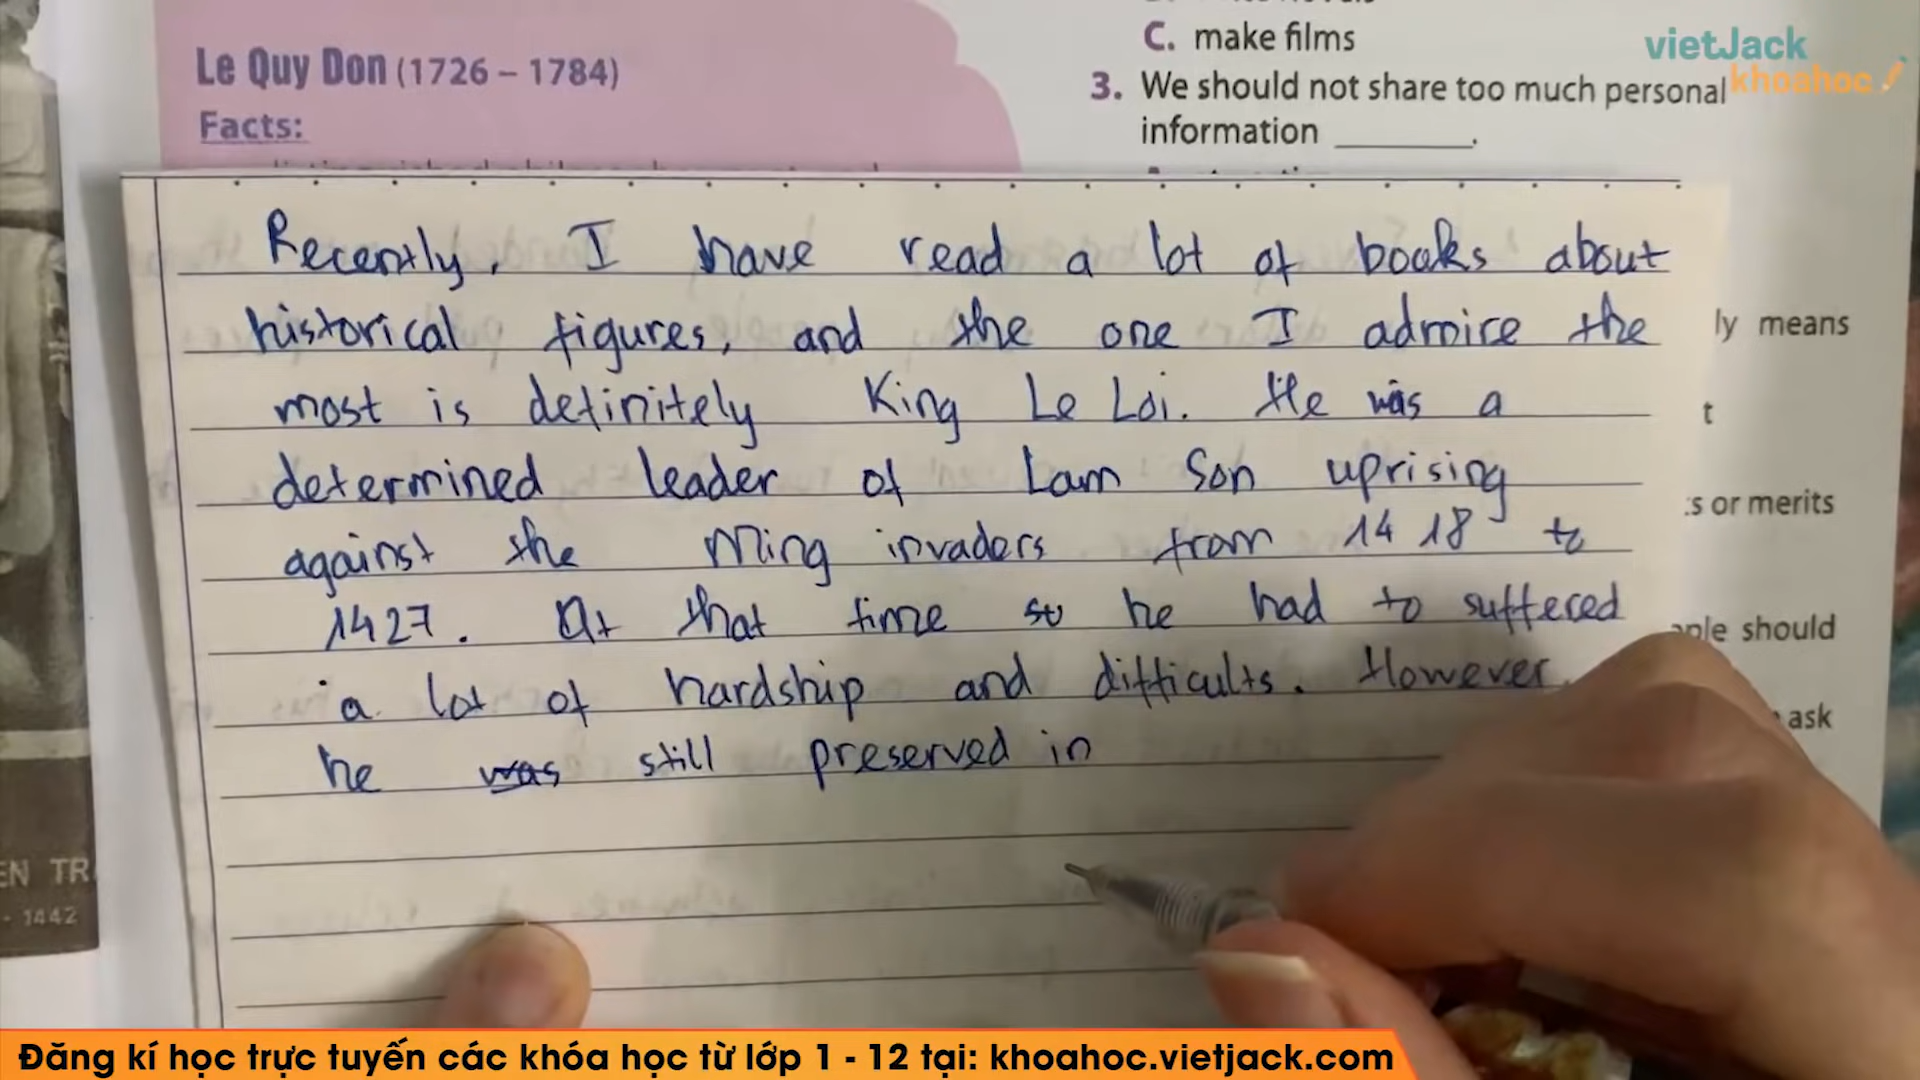 C. make films
Le Quy Don (1726 – 1784)
3. We should not share too much personal
information ________.
Facts:
vietJack
khoahoc
Recently, I have read a lot of books about
historical figures, and the one I admire the
most is definitely King Le Loi. He was a
determined leader of Lam Son uprising
against the Ming invaders from 1418 to
1427. At that time he had to suffered
a lot of hardship and difficults. However
he was still preserved in
ly means
t
s or merits
ple should
ask
EN TR
- 1442
Đăng kí học trực tuyến các khóa học từ lớp 1 - 12 tại: khoahoc.vietjack.com